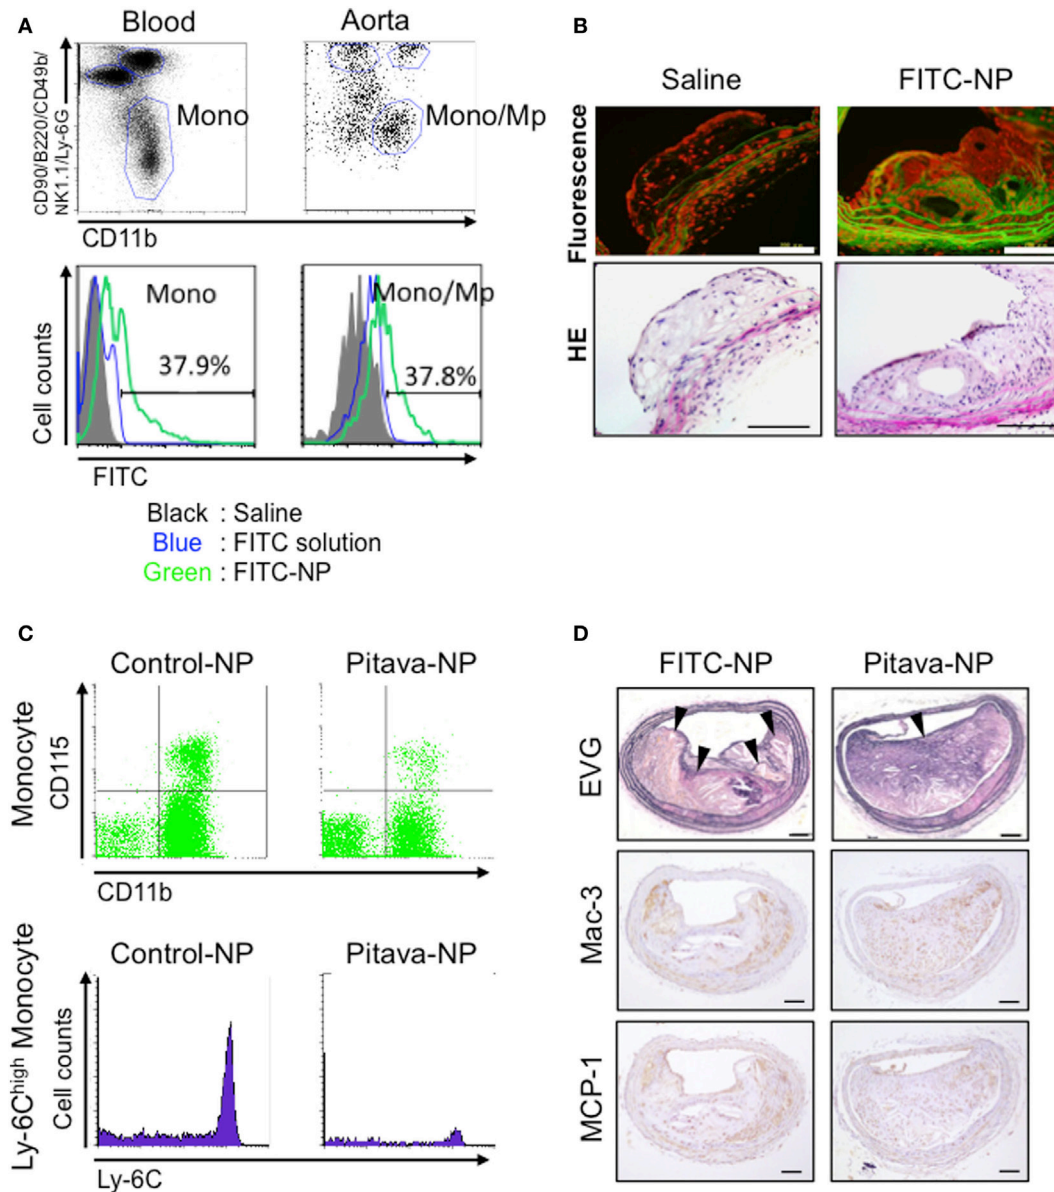 A
Blood
Aorta
CD90/B220/CD49b/
NK1.1/Ly-6G
Mono
Mono/Mp
CD11b
Cell counts
Mono
37.9%
Mono/Mp
37.8%
FITC
Black : Saline
Blue : FITC solution
Green : FITC-NP
B
Saline
FITC-NP
Fluorescence
HE
C
Control-NP
Pitava-NP
Monocyte
CD115
CD11b
Control-NP
Pitava-NP
Ly-6Chigh Monocyte
Cell counts
Ly-6C
D
FITC-NP
Pitava-NP
EVG
Mac-3
MCP-1